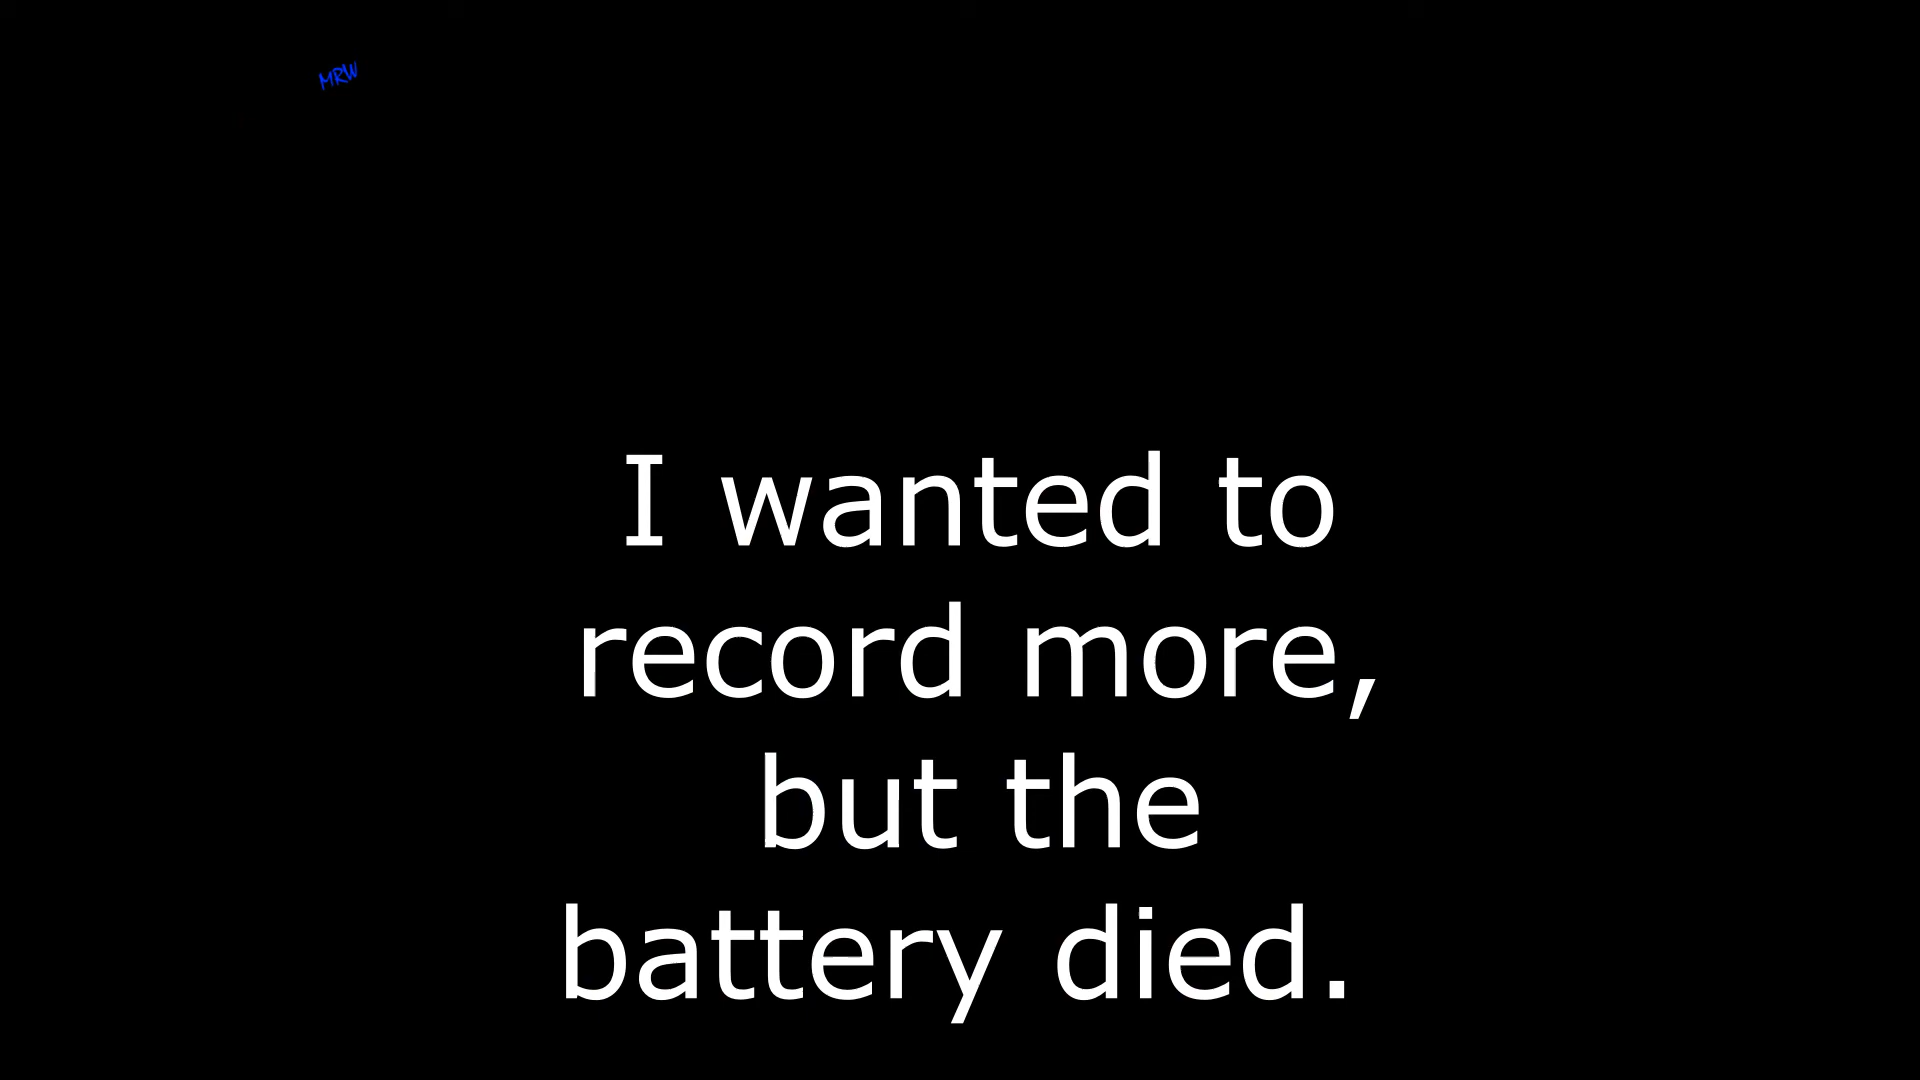 MRW
I wanted to
record more,
but the
battery died.